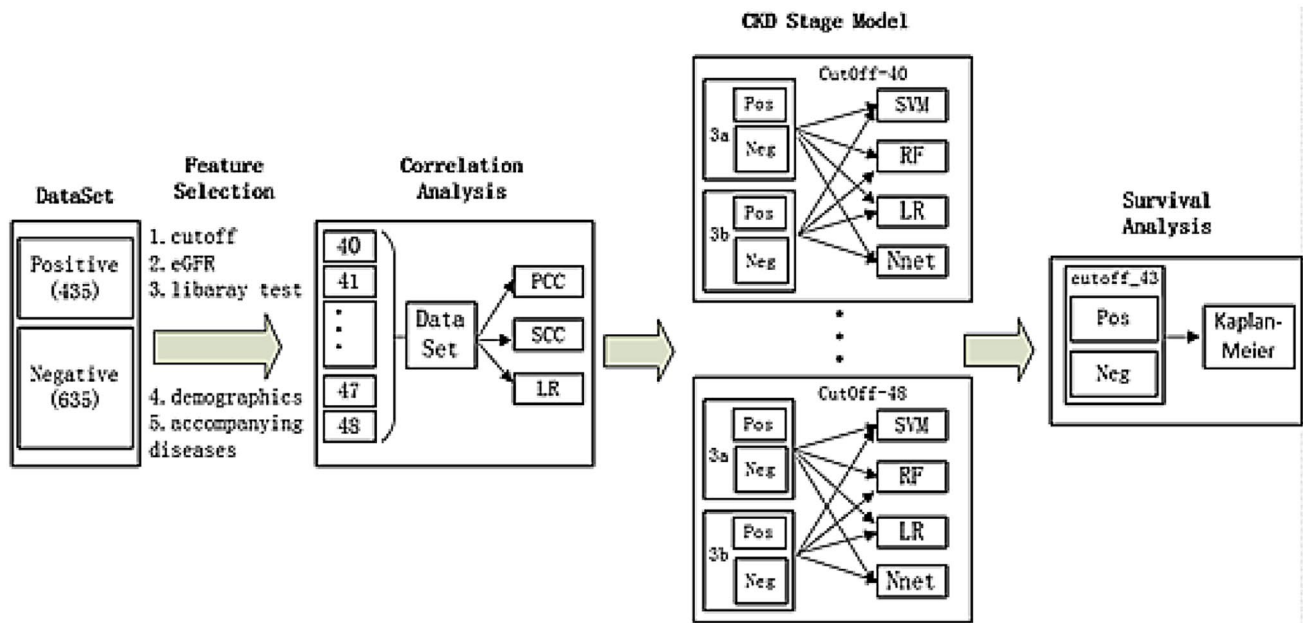 DataSet
Positive
(435)
Negative
(635)
Feature
Selection
1. cutoff
2. eGFR
3. libaray test
4. demographics
5. accompanying
diseases
Correlation
Analysis
40
41
47
48
Data
Set
PCC
SCC
LR
CKD Stage Model
CutOff-40
3a
Pos
Neg
3b
Pos
Neg
SVM
RF
LR
Nnet
CutOff-48
3a
Pos
Neg
3b
Pos
Neg
SVM
RF
LR
Nnet
Survival
Analysis
cutoff_43
Pos
Neg
Kaplan-
Meier